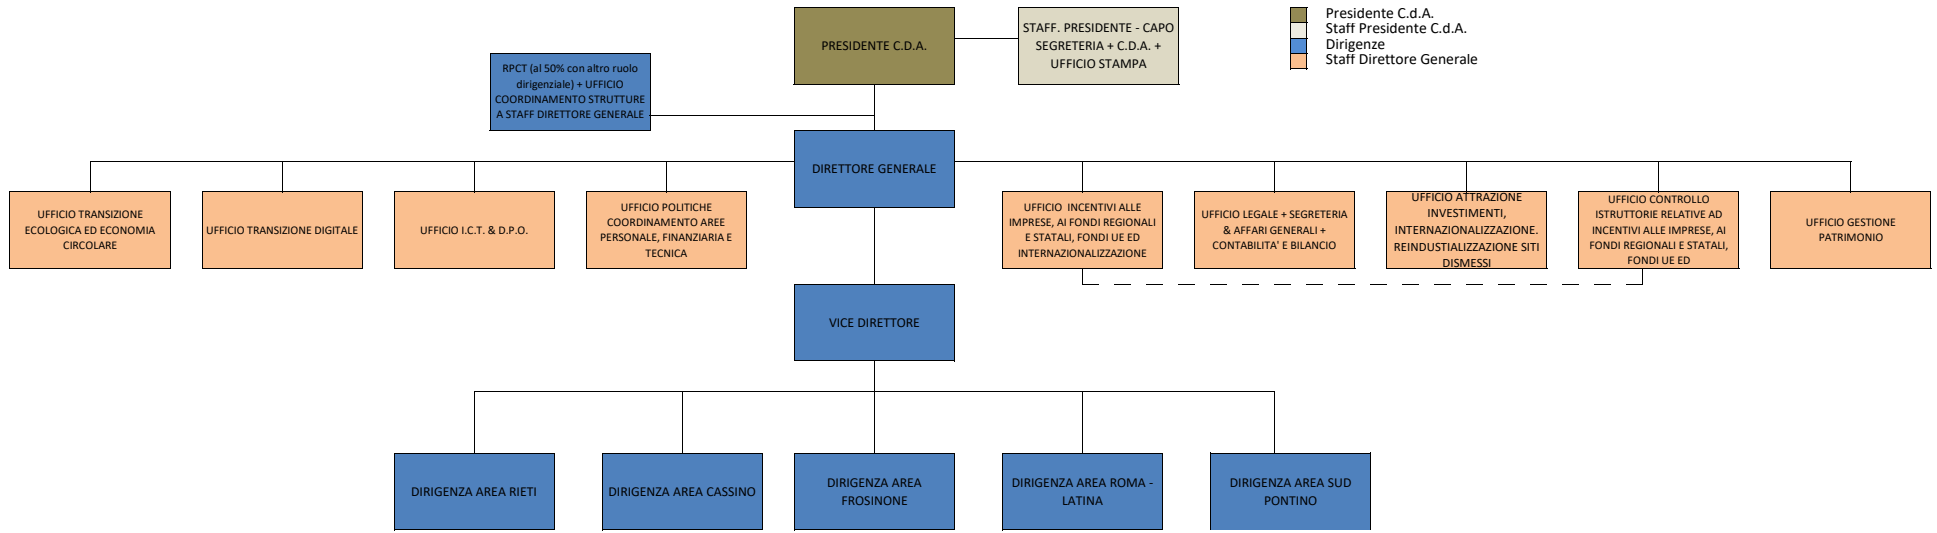 PRESIDENTE C.D.A.
STAFF. PRESIDENTE - CAPO
SEGRETERIA + C.D.A. +
UFFICIO STAMPA
Presidente C.d.A.
Staff Presidente C.d.A.
Dirigenze
Staff Direttore Generale
RPCT (al 50% con altro ruolo
dirigenziale) + UFFICIO
COORDINAMENTO STRUTTURE
A STAFF DIRETTORE GENERALE
DIRETTORE GENERALE
UFFICIO TRANSIZIONE
ECOLOGICA ED ECONOMIA
CIRCOLARE
UFFICIO TRANSIZIONE DIGITALE
UFFICIO I.C.T. & D.P.O.
UFFICIO POLITICHE
COORDINAMENTO AREE
PERSONALE, FINANZIARIA E
TECNICA
UFFICIO INCENTIVI ALLE
IMPRESE, AI FONDI REGIONALI
E STATALI, FONDI UE ED
INTERNAZIONALIZZAZIONE
UFFICIO LEGALE + SEGRETERIA
& AFFARI GENERALI +
CONTABILITA' E BILANCIO
UFFICIO ATTRAZIONE
INVESTIMENTI,
INTERNAZIONALIZZAZIONE.
REINDUSTIALIZZAZIONE SITI
DISMESSI
UFFICIO CONTROLLO
ISTRUTTORIE RELATIVE AD
INCENTIVI ALLE IMPRESE, AI
FONDI REGIONALI E STATALI,
FONDI UE ED
UFFICIO GESTIONE
PATRIMONIO
VICE DIRETTORE
DIRIGENZA AREA RIETI
DIRIGENZA AREA CASSINO
DIRIGENZA AREA
FROSINONE
DIRIGENZA AREA ROMA -
LATINA
DIRIGENZA AREA SUD
PONTINO